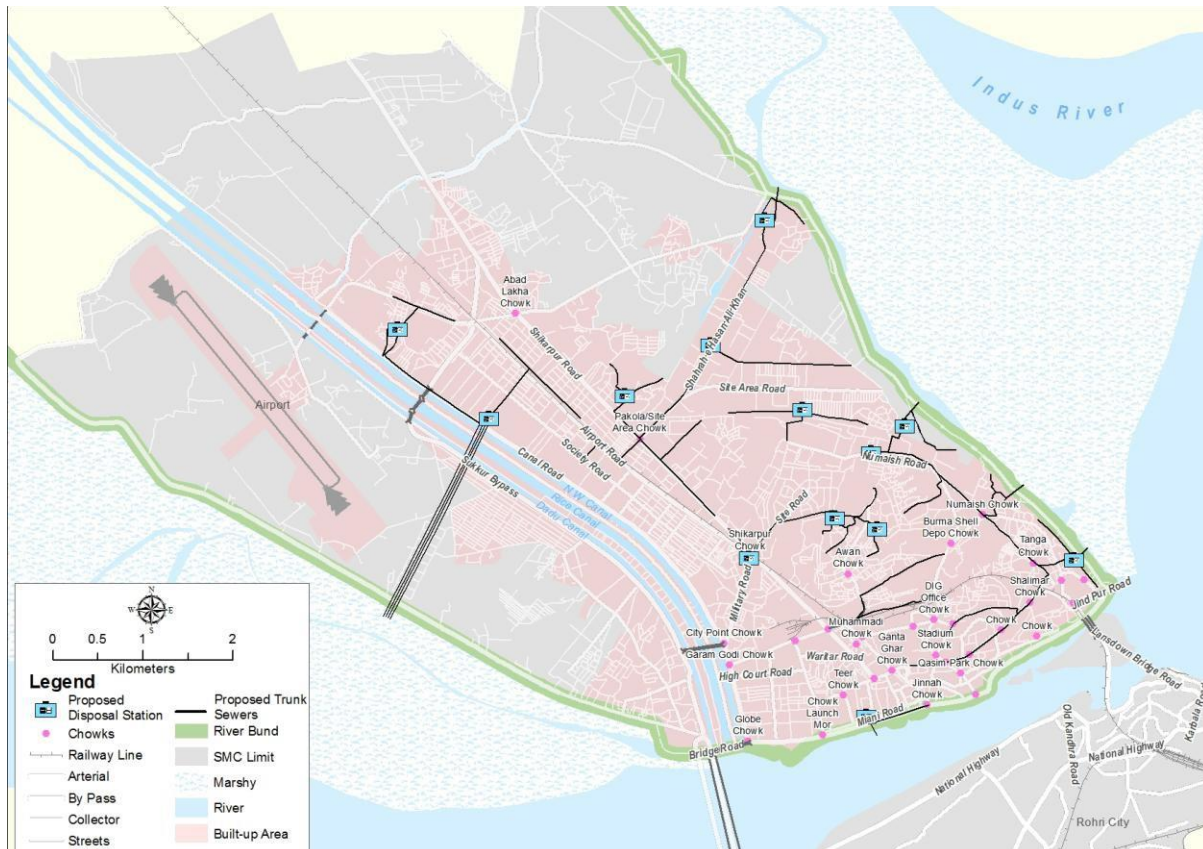 Indus River
Abad
Lakha
Chowk
Shikarpur Road
Shahrah e Hasan Ali Khan
Airport
Site Area Road
Pakola/Site
Area Chowk
Airport Road
Society Road
Canal Road
Sukkur Bypass
N.W. Canal
Rice Canal
Dadu Canal
Numaish Road
Site Road
Numaish Chowk
Burma Shell
Depo Chowk
Tanga
Chowk
Shikarpur
Chowk
Awan
Chowk
Shalimar
Chowk
Military Road
DIG
Office
Chowk
Jind Pur Road
Lansdown Bridge Road
City Point Chowk
Muhammadi
Chowk
Stadium
Chowk
Chowk
Chowk
Garam Godi Chowk
Ganta
Ghar
Chowk
Waritar Road
Qasim Park Chowk
High Court Road
Teer
Chowk
Jinnah
Chowk
Chowk
Launch
Mor
Miani Road
Globe
Chowk
Bridge Road
National Highway
Old Kandhra Road
National Highway
Rohri City
N
W E
S
0 0.5 1 2
Kilometers
Legend
Proposed
Disposal Station
Chowks
Railway Line
Arterial
By Pass
Collector
Streets
Proposed Trunk
Sewers
River Bund
SMC Limit
Marshy
River
Built-up Area